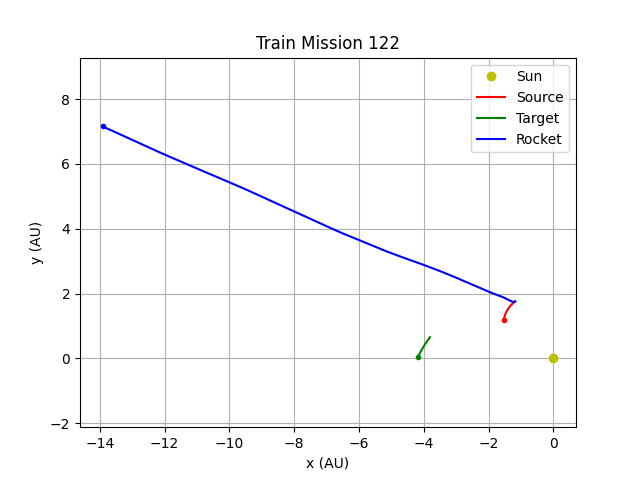 Train Mission 122
Sun
Source
Target
Rocket
y (AU)
8
6
4
2
0
−2
−14 −12 −10 −8 −6 −4 −2 0
x (AU)